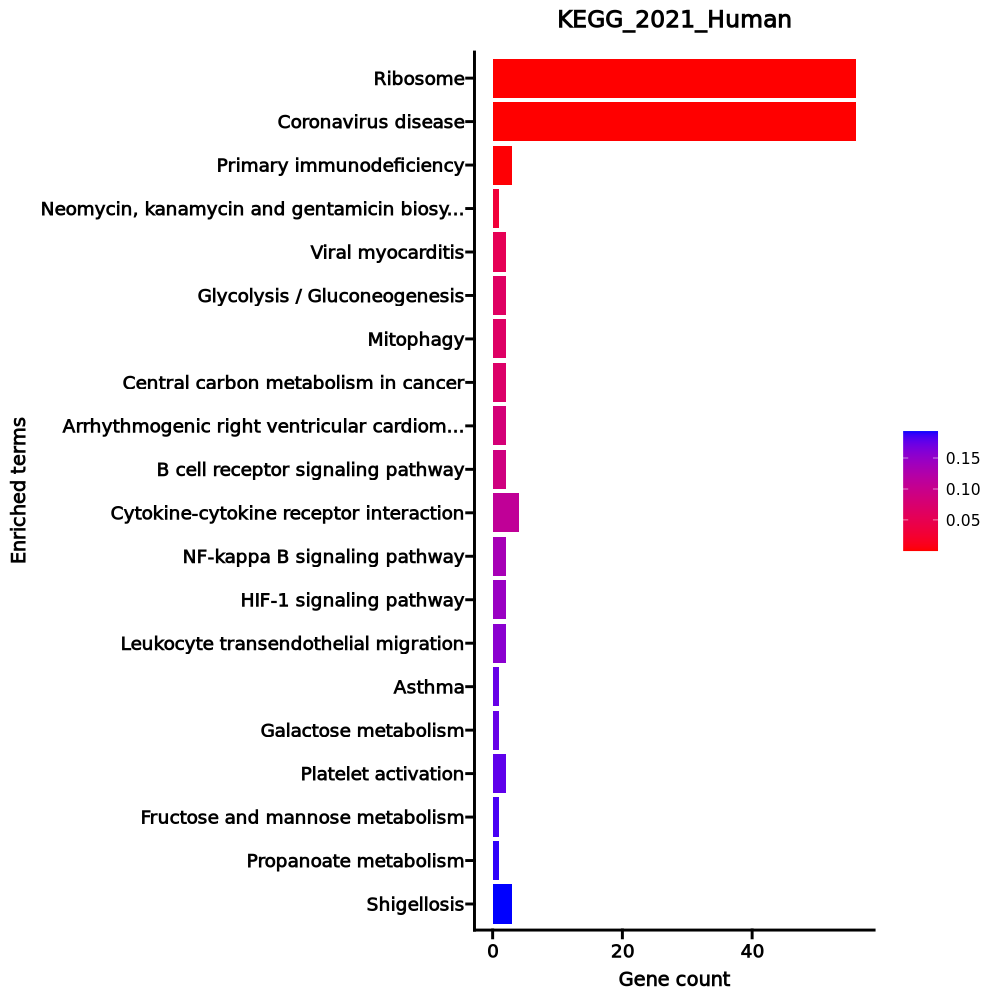 KEGG_2021_Human
Ribosome
Coronavirus disease
Primary immunodeficiency
Neomycin, kanamycin and gentamicin biosy...
Viral myocarditis
Glycolysis / Gluconeogenesis
Mitophagy
Central carbon metabolism in cancer
Arrhythmogenic right ventricular cardiom...
B cell receptor signaling pathway
Cytokine-cytokine receptor interaction
NF-kappa B signaling pathway
HIF-1 signaling pathway
Leukocyte transendothelial migration
Asthma
Galactose metabolism
Platelet activation
Fructose and mannose metabolism
Propanoate metabolism
Shigellosis
Enriched terms
0 20 40
Gene count
0.15
0.10
0.05